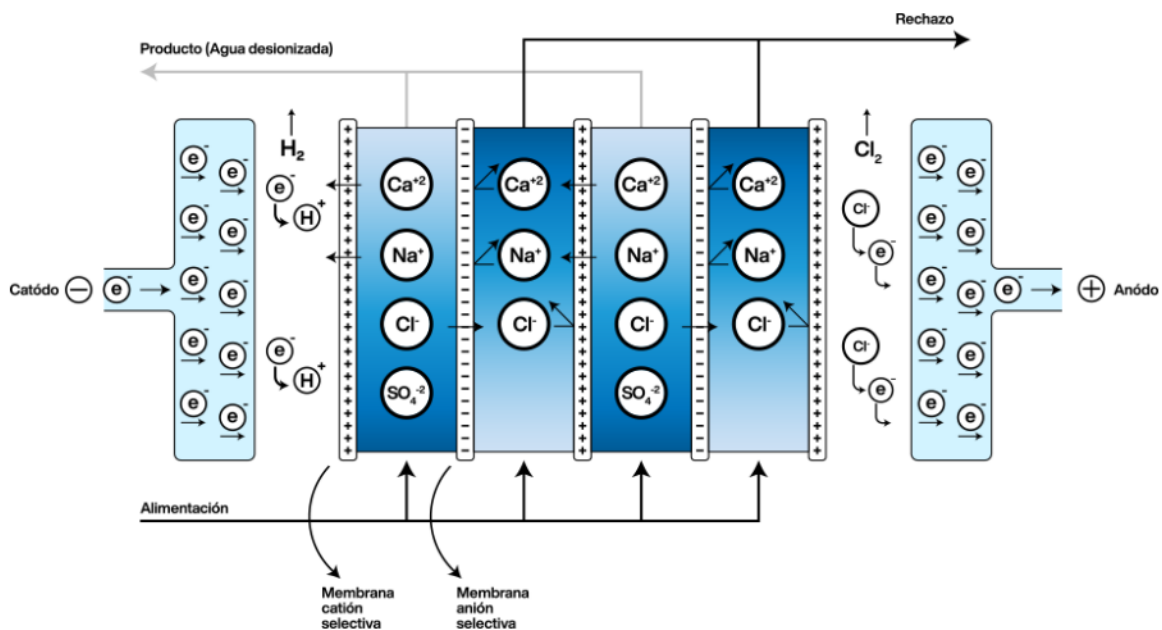 Rechazo
Producto (Agua desionizada)
H₂
Cl₂
e⁻ e⁻ e⁻ Ca⁺² Ca⁺² Ca⁺² Ca⁺² e⁻ e⁻
H⁺ Cl⁻
e⁻ e⁻ Na⁺ Na⁺ Na⁺ Na⁺ e⁻ e⁻ e⁻
Catódo − e⁻ e⁻ e⁻ e⁻ e⁻ e⁻ + Anódo
Cl⁻ Cl⁻ Cl⁻ Cl⁻
e⁻ e⁻ e⁻ Cl⁻ e⁻ e⁻
H⁺ e⁻
e⁻ e⁻ SO₄⁻² SO₄⁻² e⁻ e⁻
Alimentación
Membrana
catión
selectiva
Membrana
anión
selectiva